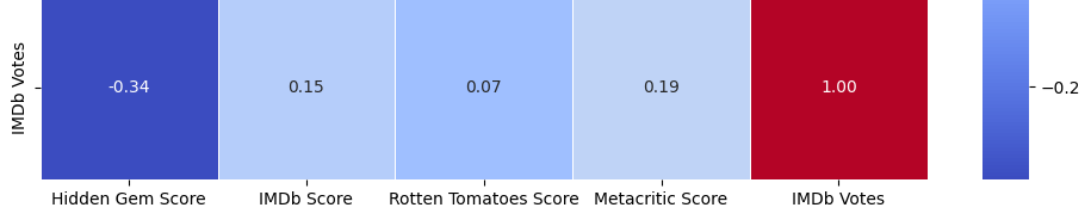 IMDb Votes
-0.34 0.15 0.07 0.19 1.00
−0.2
Hidden Gem Score IMDb Score Rotten Tomatoes Score Metacritic Score IMDb Votes